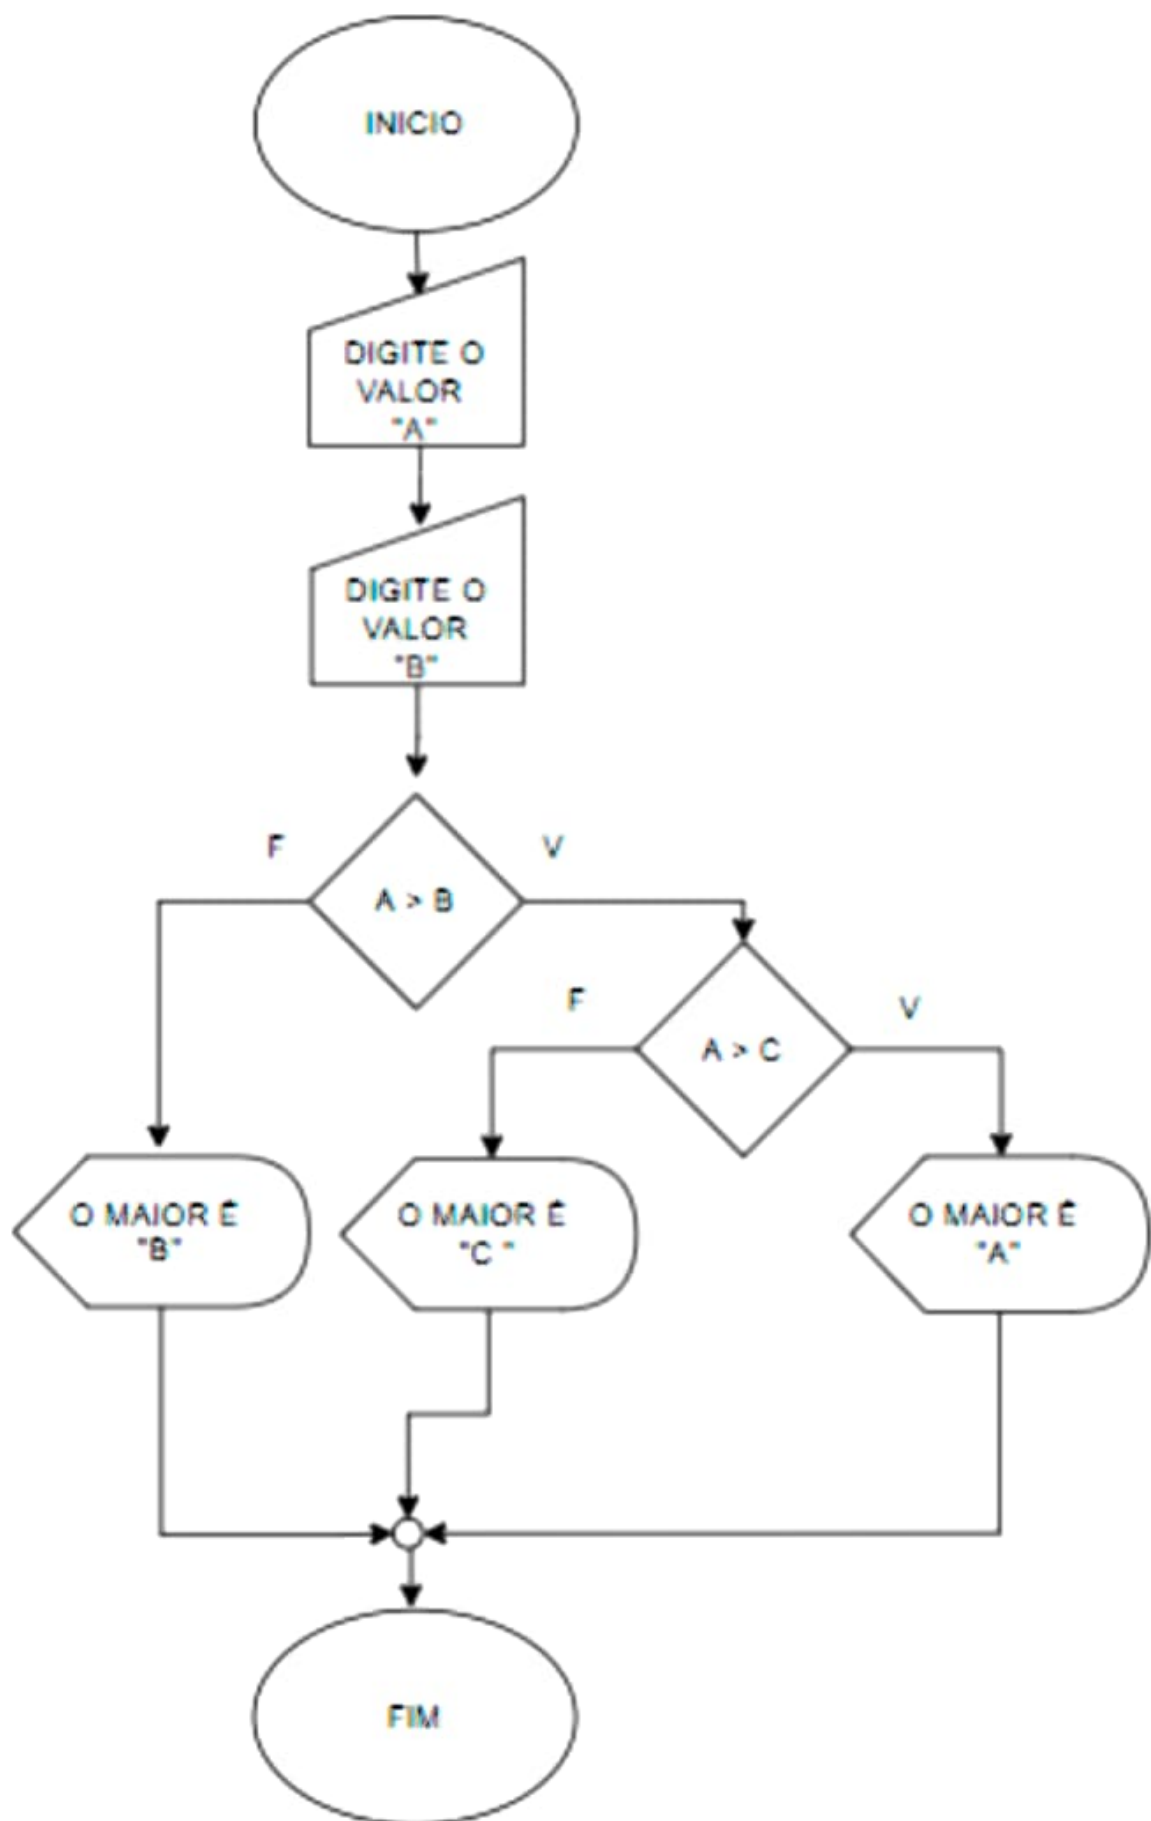 INICIO
DIGITE O
VALOR
"A"
DIGITE O
VALOR
"B"
F
V
A > B
F
V
A > C
O MAIOR É
"B"
O MAIOR É
"C "
O MAIOR É
"A"
FIM